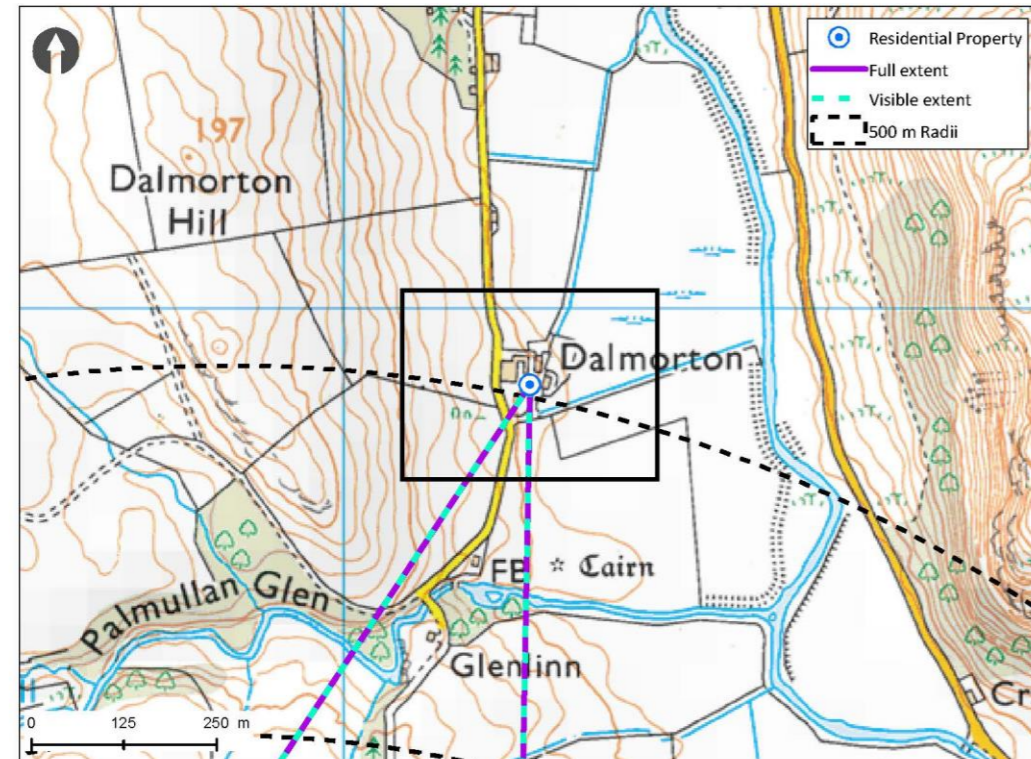 Residential Property
Full extent
Visible extent
500 m Radii
197
Dalmorton
Hill
Dalmorton
FB
Cairn
Palmullan Glen
Glenlinn
Cr
0 125 250 m